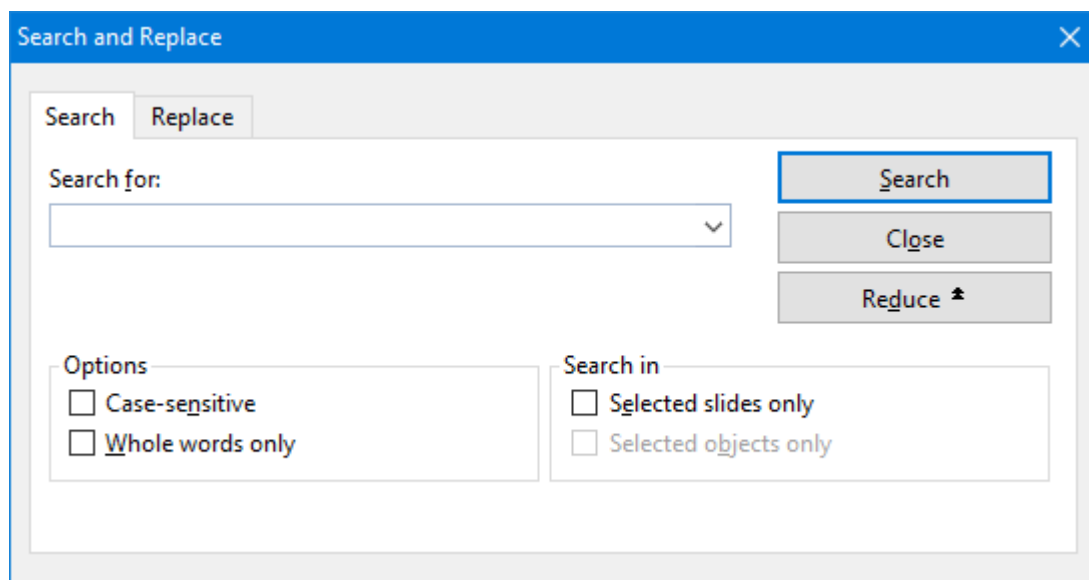 Search and Replace
Search Replace
Search for:
Search
Close
Reduce
Options
Case-sensitive
Whole words only
Search in
Selected slides only
Selected objects only